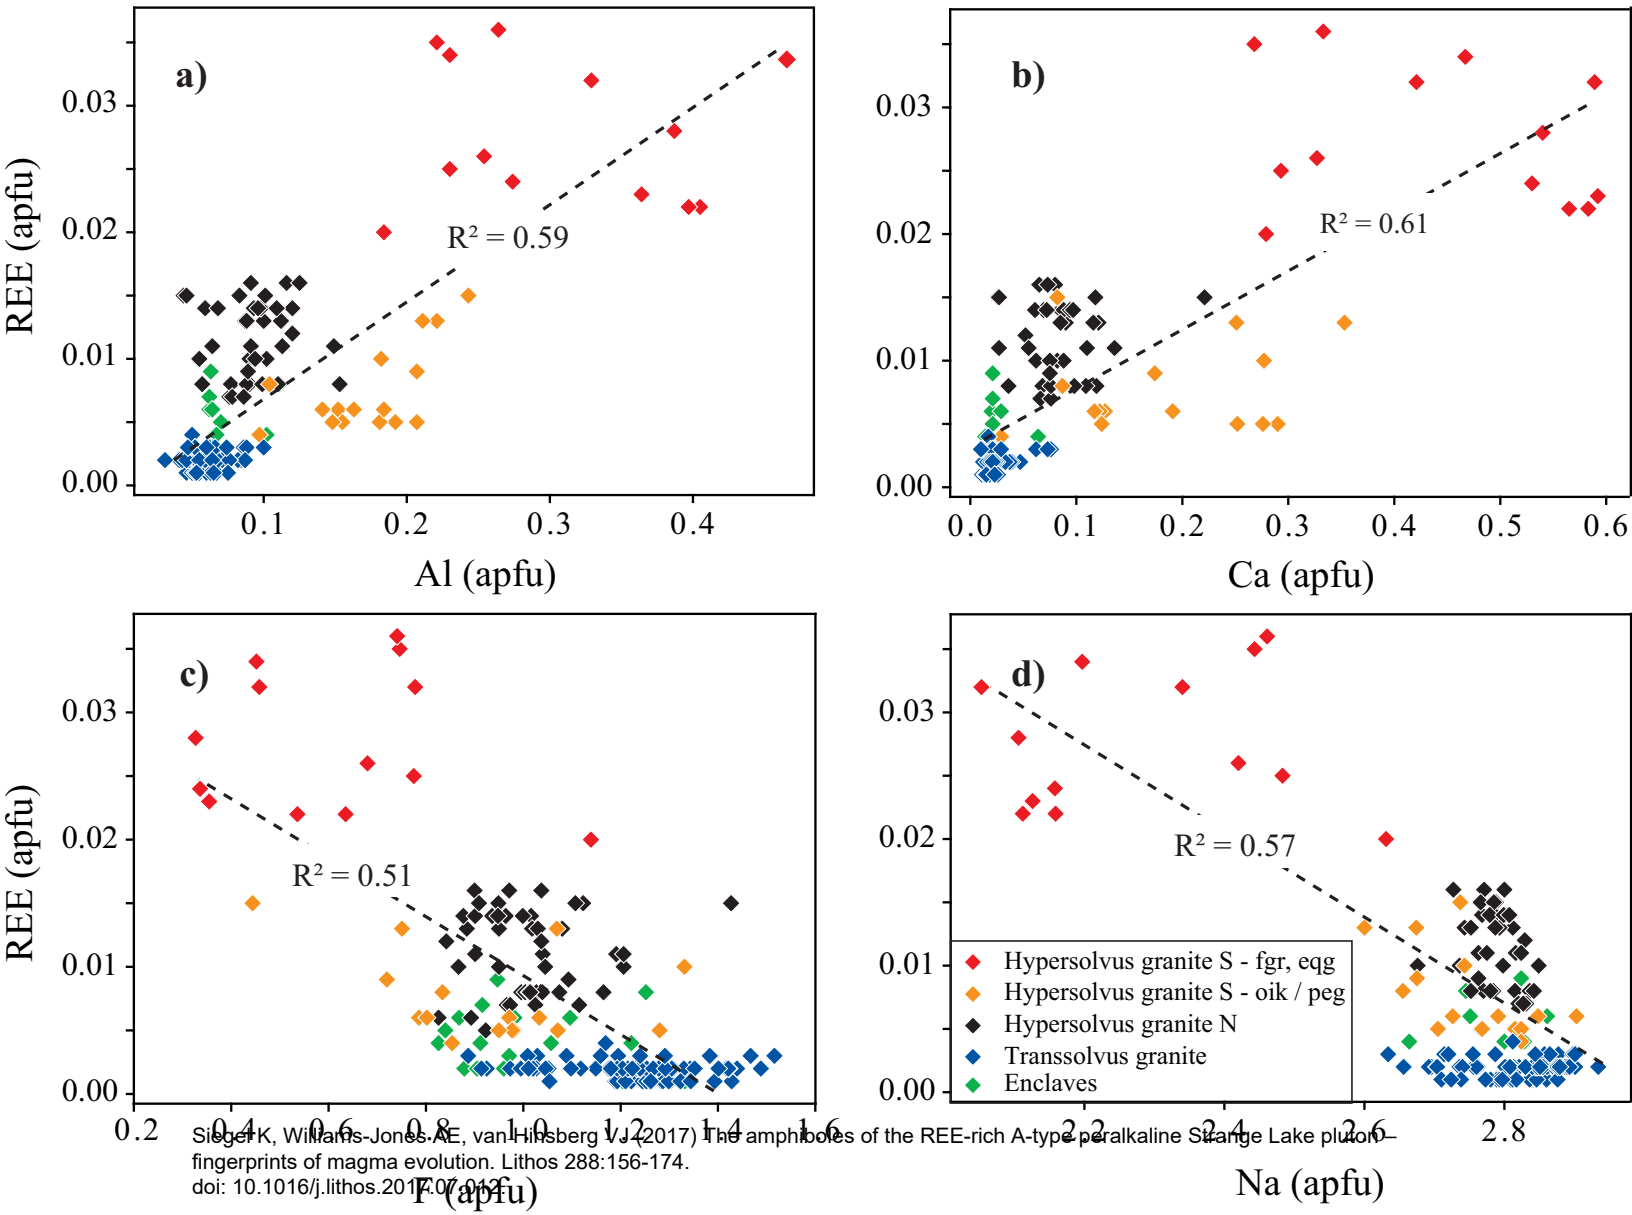 a)
0.03
0.02
0.01
0.00
REE (apfu)
R² = 0.59
0.1 0.2 0.3 0.4
Al (apfu)
b)
0.03
0.02
0.01
0.00
R² = 0.61
0.0 0.1 0.2 0.3 0.4 0.5 0.6
Ca (apfu)
c)
0.03
0.02
0.01
0.00
REE (apfu)
R² = 0.51
0.2 0.4 0.6 0.8 1.0 1.2 1.4 1.6
F (apfu)
d)
0.03
0.02
0.01
0.00
R² = 0.57
Hypersolvus granite S - fgr, eqg
Hypersolvus granite S - oik / peg
Hypersolvus granite N
Transsolvus granite
Enclaves
2.2 2.4 2.6 2.8
Na (apfu)
Siegel K, Williams-Jones AE, van Hinsberg VJ (2017) The amphiboles of the REE-rich A-type peralkaline Strange Lake pluton –
fingerprints of magma evolution. Lithos 288:156-174.
doi: 10.1016/j.lithos.2017.07.012.